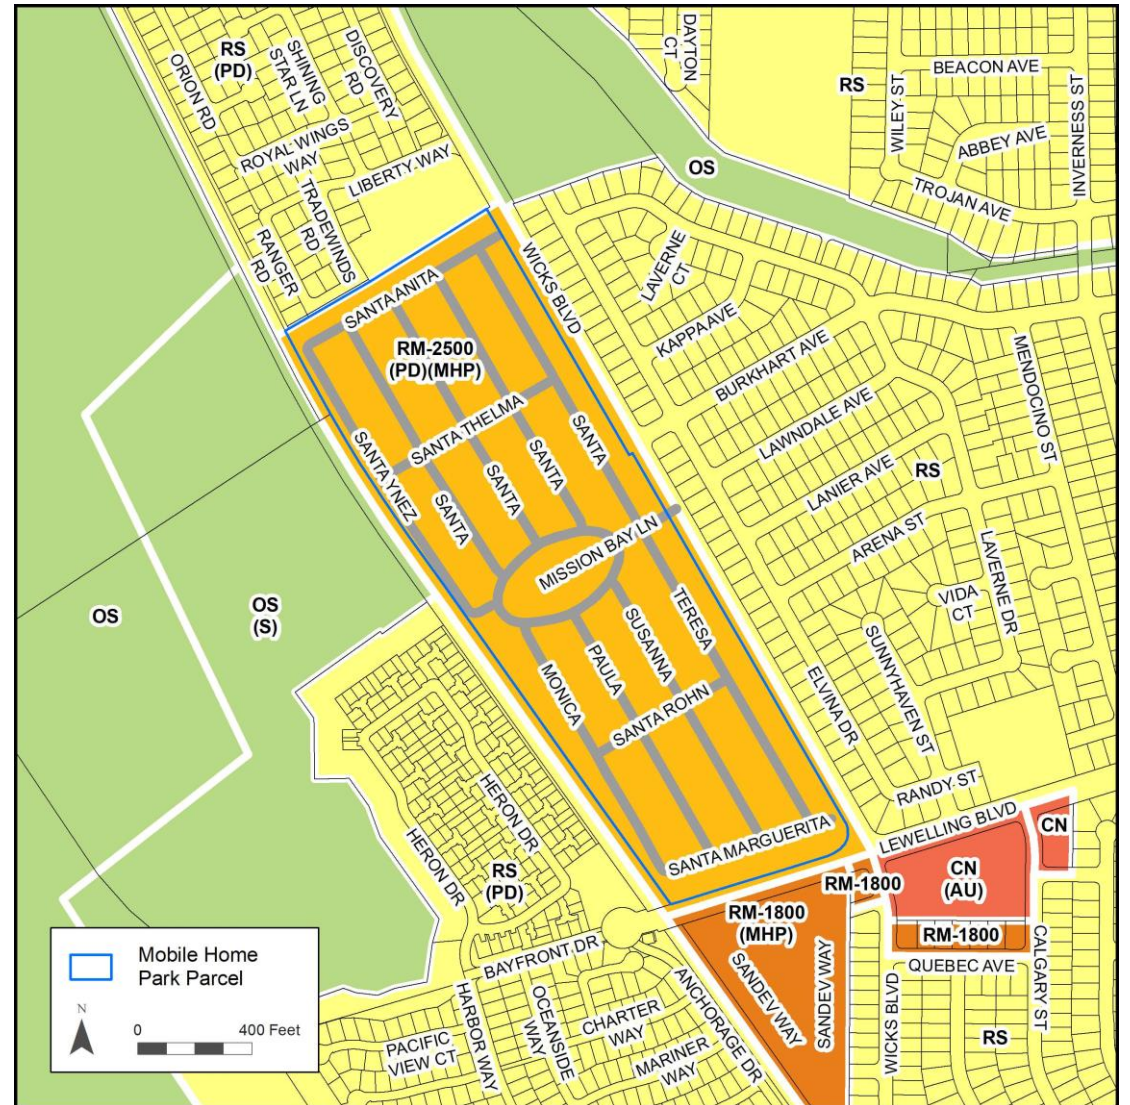 RS
(PD)
SHINING
STAR LN
DISCOVERY
RD
ORION RD
ROYAL WINGS
WAY
LIBERTY WAY
TRADEWINDS
RD
RANGER
RD
DAYTON
CT
BEACON AVE
RS
WILEY ST
ABBEY AVE
INVERNESS ST
TROJAN AVE
OS
WICKS BLVD
LAVERNE
CT
KAPPA AVE
BURKHART AVE
LAWNDALE AVE
LANIER AVE
RS
MENDOCINO ST
ARENA ST
LAVERNE DR
VIDA
CT
SUNNYHAVEN ST
ELVINA DR
RANDY ST
SANTA ANITA
RM-2500
(PD)(MHP)
SANTA THELMA
SANTA YNEZ
SANTA
SANTA
SANTA
SANTA
MISSION BAY LN
TERESA
SUSANNA
PAULA
MONICA
SANTA ROHN
SANTA MARGUERITA
OS
OS
(S)
HERON DR
HERON DR
RS
(PD)
LEWELLING BLVD
CN
CN
(AU)
RM-1800
RM-1800
(MHP)
RM-1800
SANDEV WAY
SANDEV WAY
QUEBEC AVE
CALGARY ST
WICKS BLVD
RS
BAYFRONT DR
HARBOR WAY
OCEANSIDE
WAY
CHARTER
WAY
MARINER
WAY
ANCHORAGE DR
PACIFIC
VIEW CT
Mobile Home
Park Parcel
N
0 400 Feet